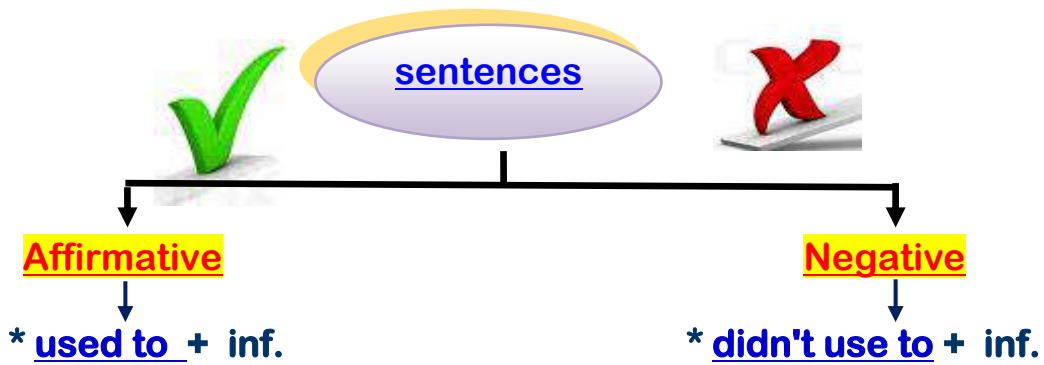 sentences
Affirmative
Negative
* used to + inf.
* didn't use to + inf.